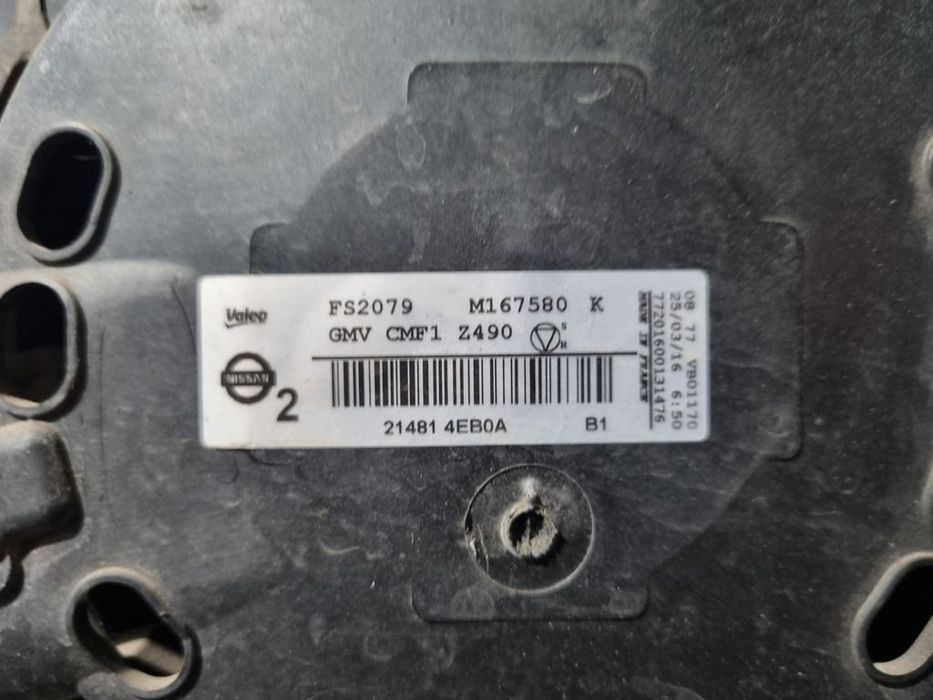 Valeo
FS2079 M167580 K
GMV CMF1 Z490
S
R
NISSAN
2
21481 4EB0A B1
08 77 VB01170
25/03/16 6:50
772016000131476
MADE IN FRANCE